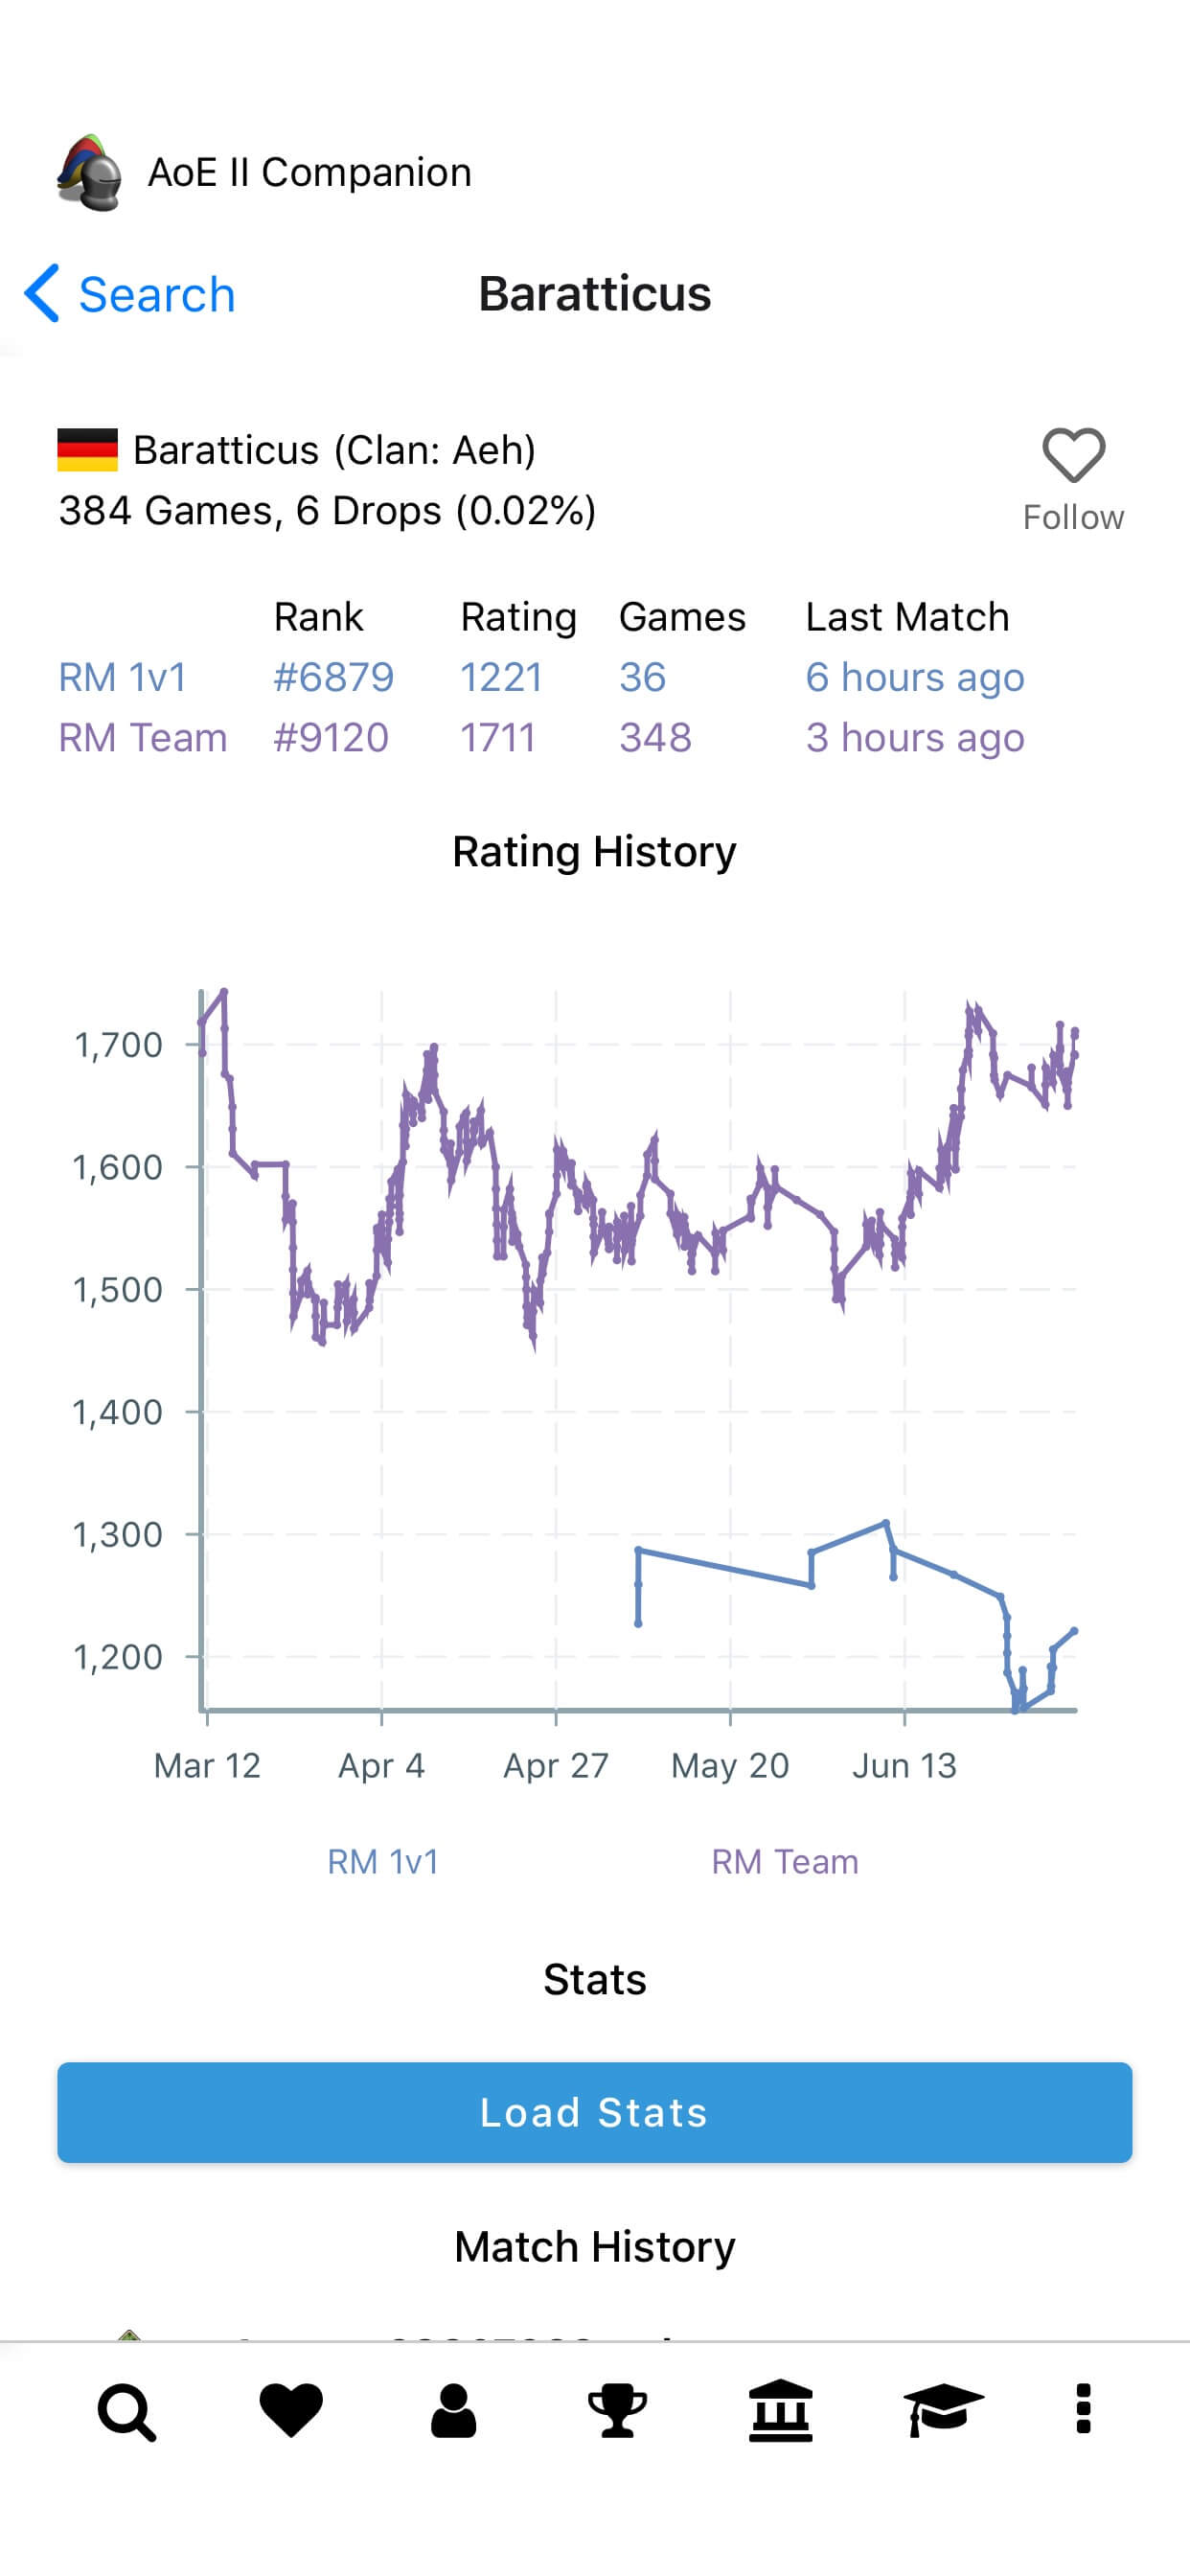 AoE II Companion
Search Baratticus
Baratticus (Clan: Aeh)
384 Games, 6 Drops (0.02%)
Follow
Rank Rating Games Last Match
RM 1v1 #6879 1221 36 6 hours ago
RM Team #9120 1711 348 3 hours ago
Rating History
1,700
1,600
1,500
1,400
1,300
1,200
Mar 12 Apr 4 Apr 27 May 20 Jun 13
RM 1v1 RM Team
Stats
Load Stats
Match History